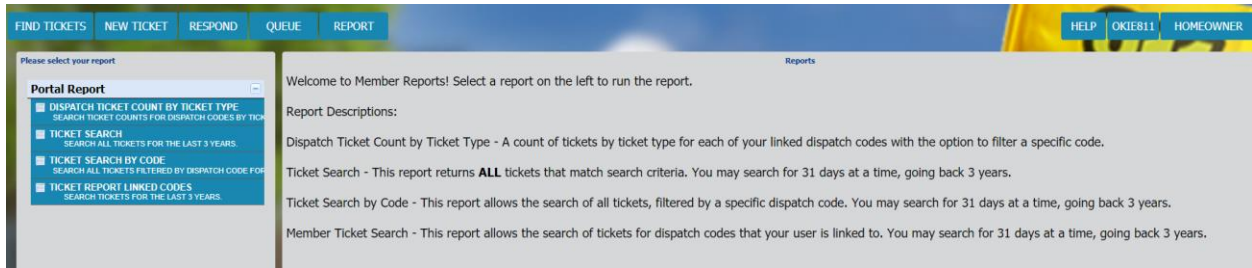 FIND TICKETS NEW TICKET RESPOND QUEUE REPORT HELP OKIE811 HOMEOWNER
Please select your report
Portal Report
DISPATCH TICKET COUNT BY TICKET TYPE
SEARCH TICKET COUNTS FOR DISPATCH CODES BY TICK
TICKET SEARCH
SEARCH ALL TICKETS FOR THE LAST 3 YEARS.
TICKET SEARCH BY CODE
SEARCH ALL TICKETS FILTERED BY DISPATCH CODE FOR
TICKET REPORT LINKED CODES
SEARCH TICKETS FOR THE LAST 3 YEARS.
Reports
Welcome to Member Reports! Select a report on the left to run the report.
Report Descriptions:
Dispatch Ticket Count by Ticket Type - A count of tickets by ticket type for each of your linked dispatch codes with the option to filter a specific code.
Ticket Search - This report returns ALL tickets that match search criteria. You may search for 31 days at a time, going back 3 years.
Ticket Search by Code - This report allows the search of all tickets, filtered by a specific dispatch code. You may search for 31 days at a time, going back 3 years.
Member Ticket Search - This report allows the search of tickets for dispatch codes that your user is linked to. You may search for 31 days at a time, going back 3 years.